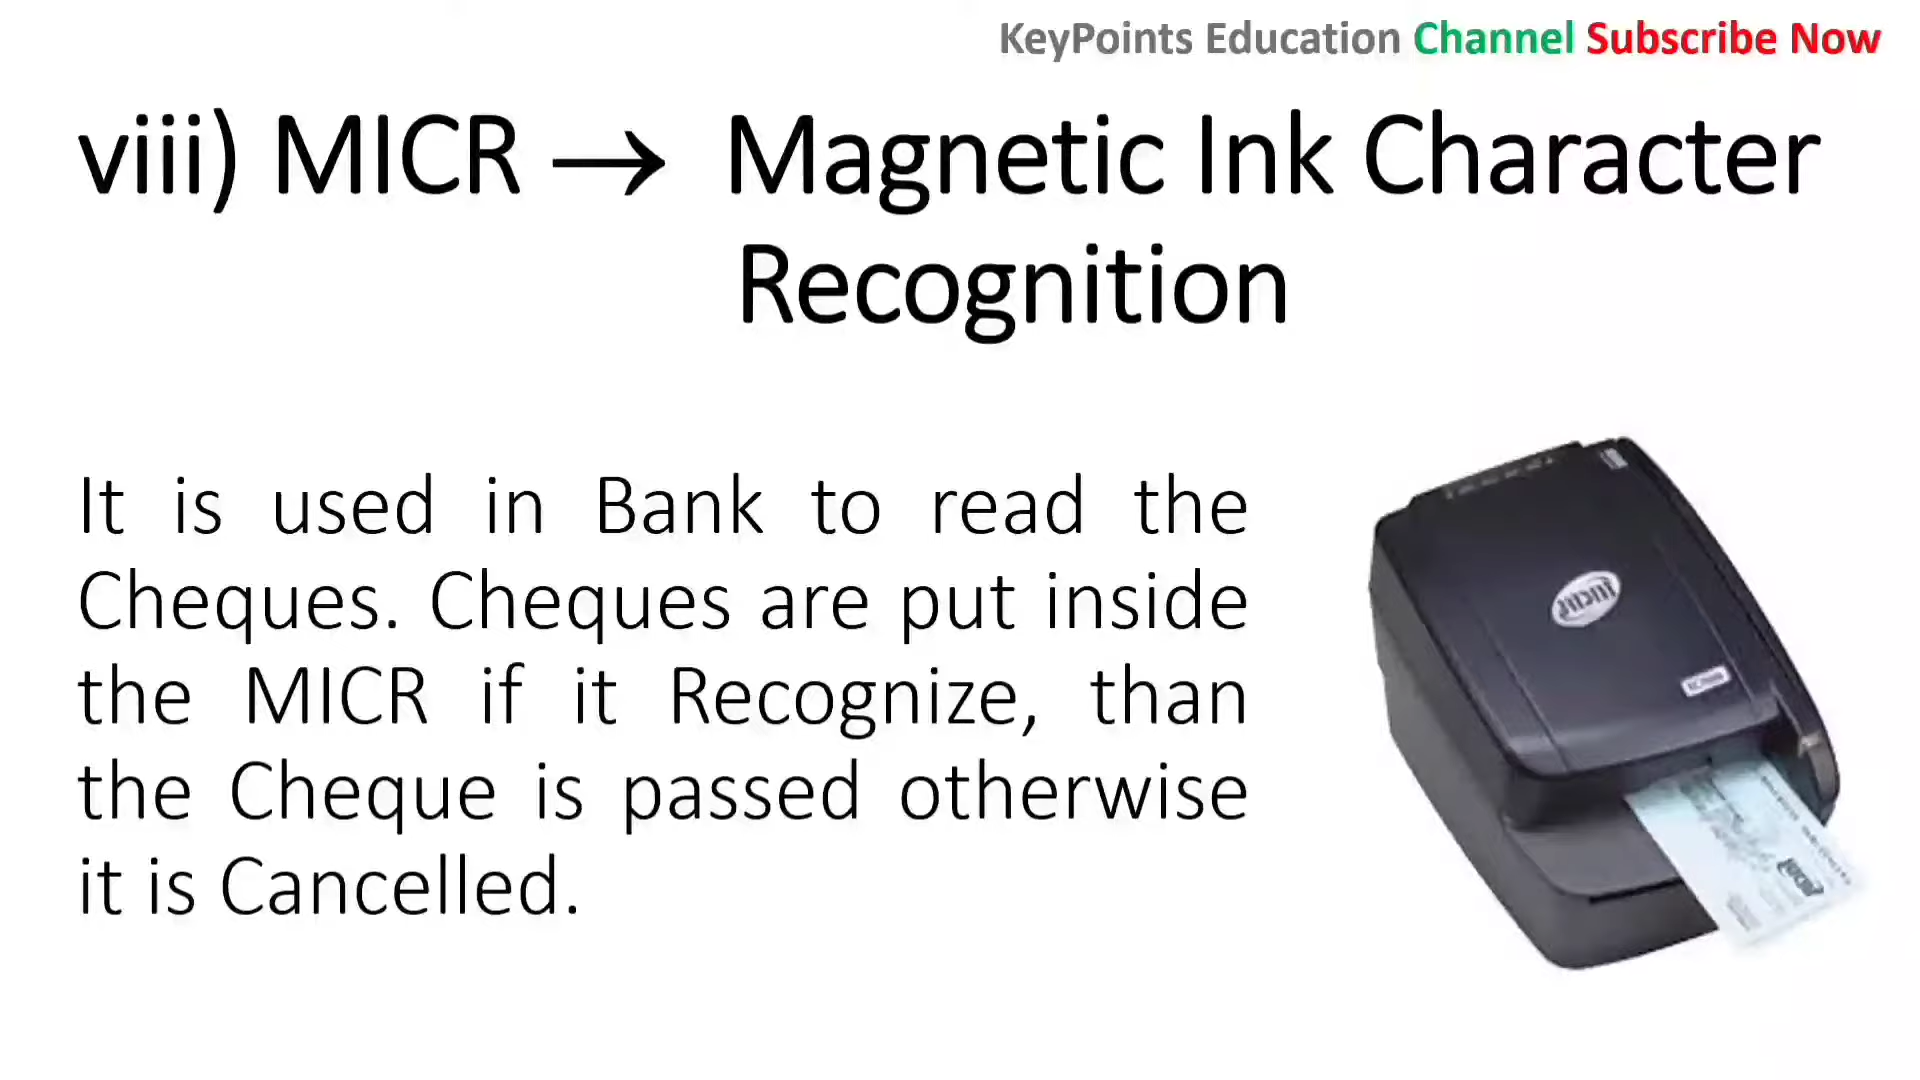 KeyPoints Education Channel Subscribe Now
viii) MICR → Magnetic Ink Character
Recognition
It is used in Bank to read the
Cheques. Cheques are put inside
the MICR if it Recognize, than
the Cheque is passed otherwise
it is Cancelled.